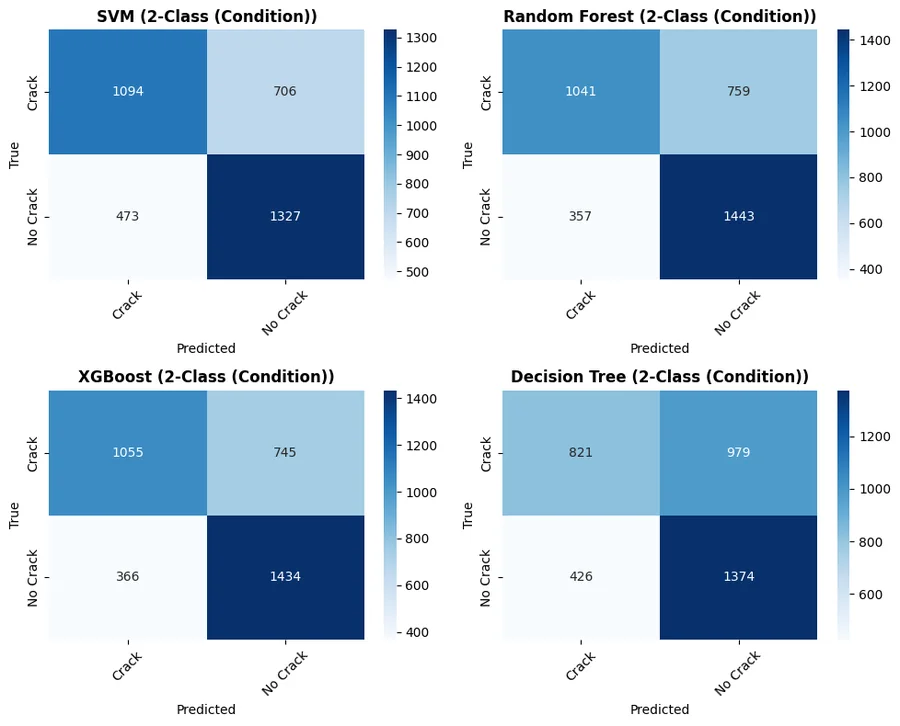 SVM (2-Class (Condition))
Crack
No Crack
True
1094
706
473
1327
Crack
No Crack
Predicted
1300
1200
1100
1000
900
800
700
600
500
Random Forest (2-Class (Condition))
Crack
No Crack
True
1041
759
357
1443
Crack
No Crack
Predicted
1400
1200
1000
800
600
400
XGBoost (2-Class (Condition))
Crack
No Crack
True
1055
745
366
1434
Crack
No Crack
Predicted
1400
1200
1000
800
600
400
Decision Tree (2-Class (Condition))
Crack
No Crack
True
821
979
426
1374
Crack
No Crack
Predicted
1200
1000
800
600